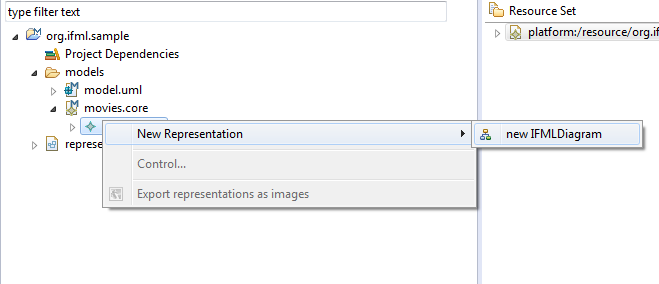 type filter text
org.ifml.sample
Project Dependencies
models
model.uml
movies.core
New Representation
new IFMLDiagram
represe
Control...
Export representations as images
Resource Set
platform:/resource/org.if